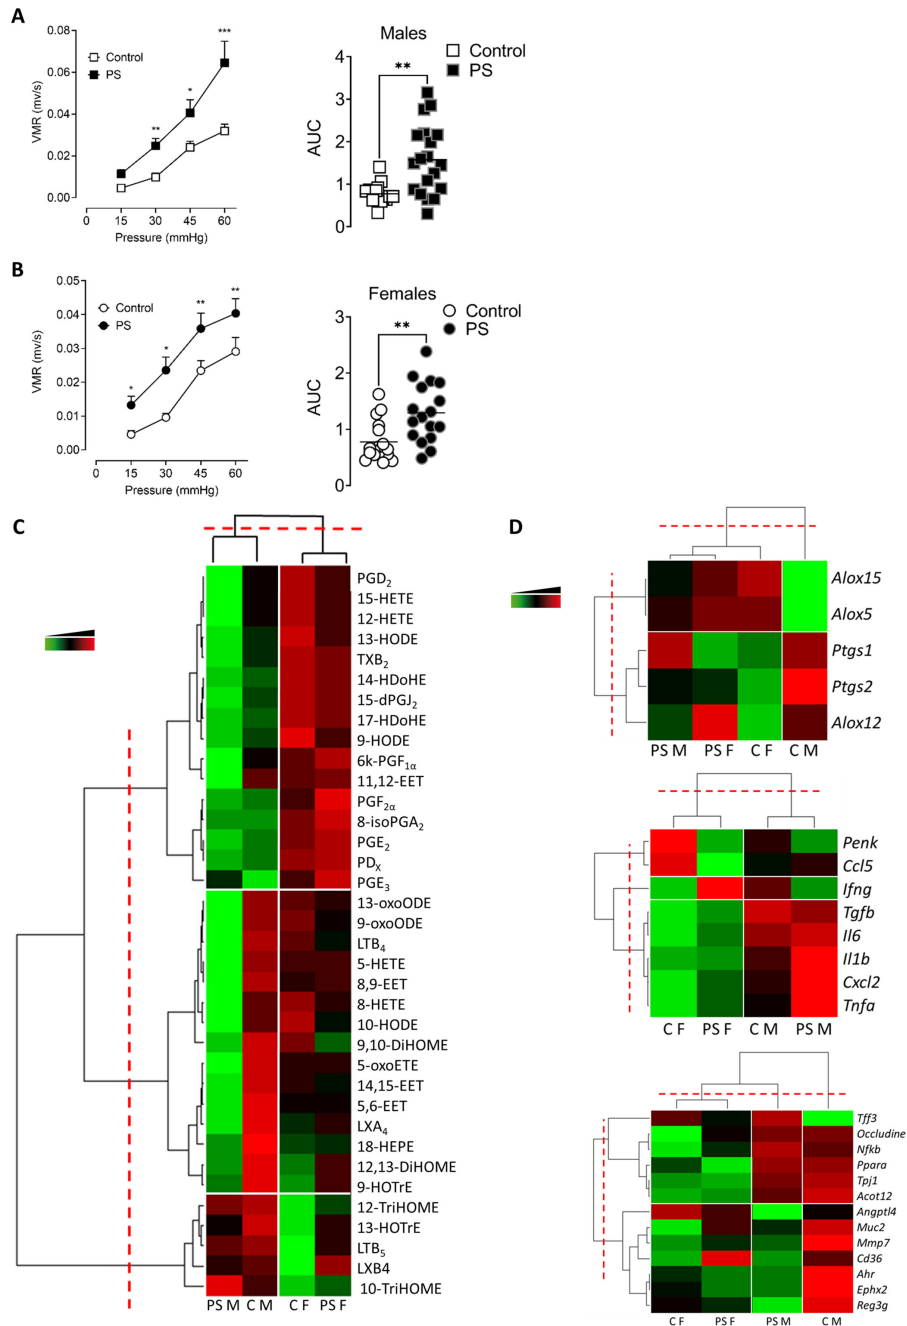 A
0.08
0.06
0.04
0.02
0.00
VMR (mv/s)
Control
PS
**
*
***
0 15 30 45 60
Pressure (mmHg)
Males
Control
PS
**
AUC
4
3
2
1
0
B
0.05
0.04
0.03
0.02
0.01
0.00
VMR (mv/s)
Control
PS
*
*
**
**
0 15 30 45 60
Pressure (mmHg)
Females
Control
PS
**
AUC
3
2
1
0
C
PGD2
15-HETE
12-HETE
13-HODE
TXB2
14-HDoHE
15-dPGJ2
17-HDoHE
9-HODE
6k-PGF1α
11,12-EET
PGF2α
8-isoPGA2
PGE2
PDX
PGE3
13-oxoODE
9-oxoODE
LTB4
5-HETE
8,9-EET
8-HETE
10-HODE
9,10-DiHOME
5-oxoETE
14,15-EET
5,6-EET
LXA4
18-HEPE
12,13-DiHOME
9-HOTrE
12-TriHOME
13-HOTrE
LTB5
LXB4
10-TriHOME
PS M C M C F PS F
D
Alox15
Alox5
Ptgs1
Ptgs2
Alox12
PS M PS F C F C M
Penk
Ccl5
Ifng
Tgfb
Il6
Il1b
Cxcl2
Tnfa
C F PS F C M PS M
Tff3
Occludine
Nfkb
Ppara
Tpj1
Acot12
Angptl4
Muc2
Mmp7
Cd36
Ahr
Ephx2
Reg3g
C F PS F PS M C M